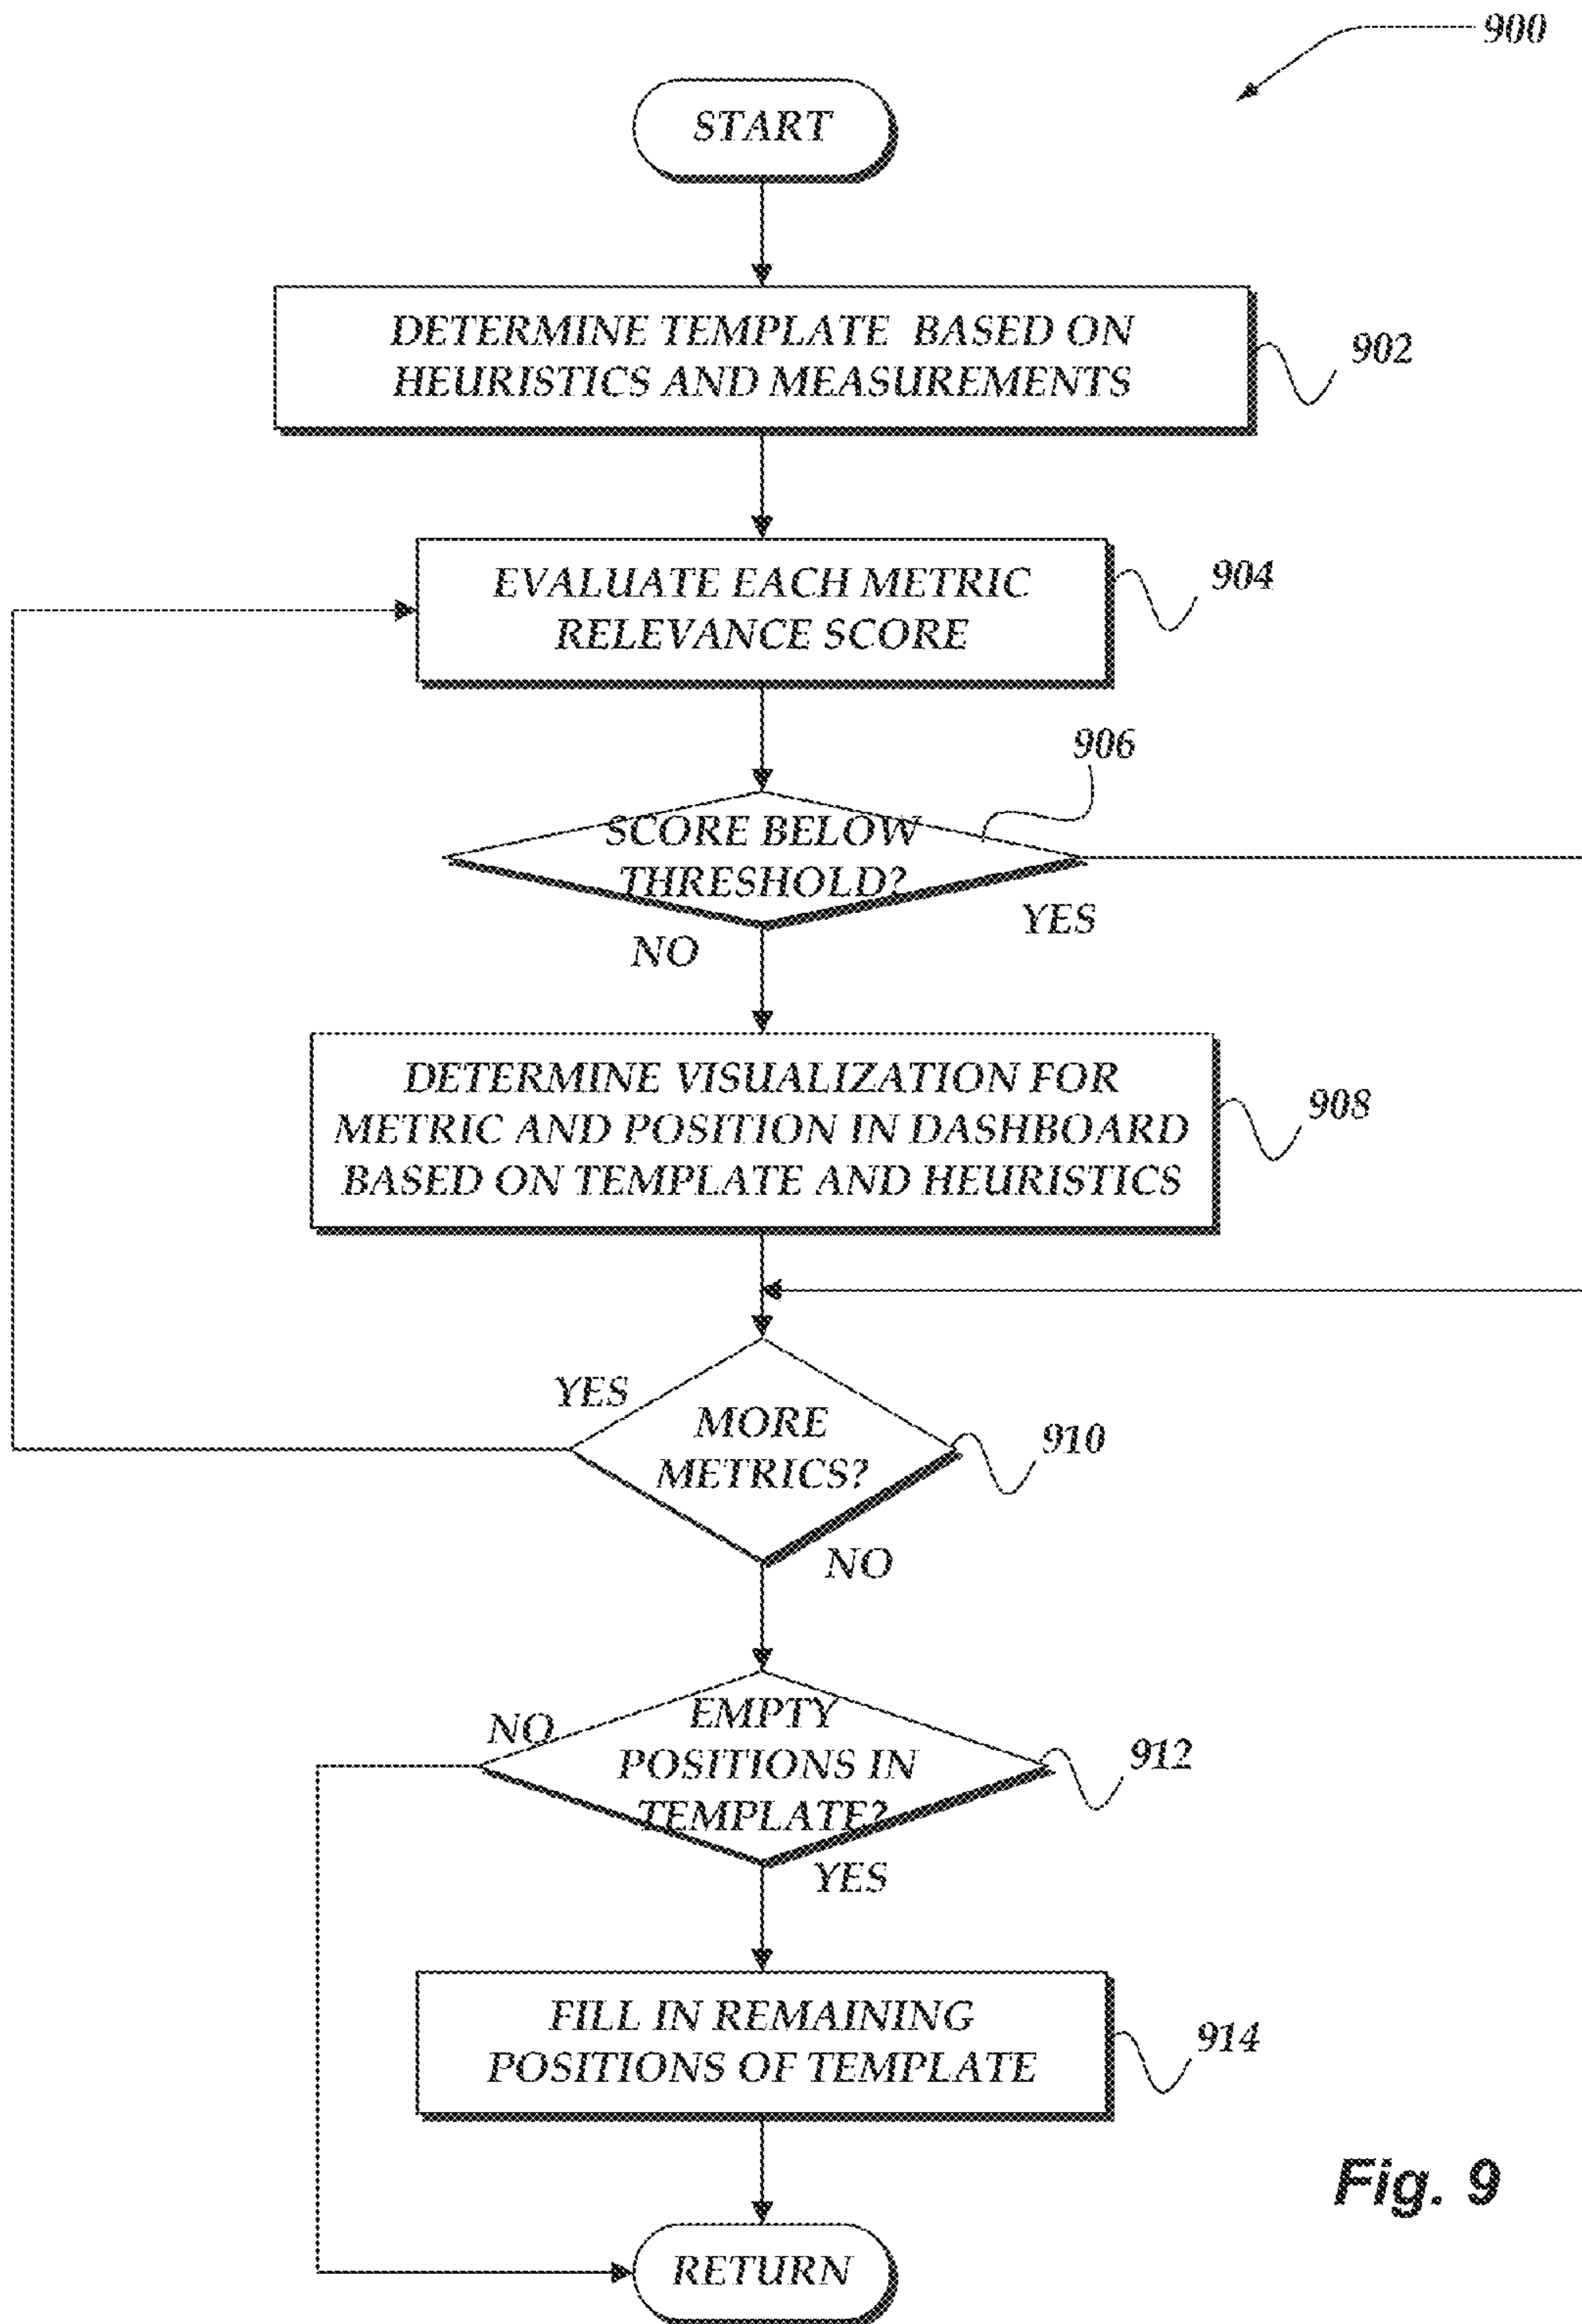 900
START
DETERMINE TEMPLATE BASED ON
HEURISTICS AND MEASUREMENTS
902
EVALUATE EACH METRIC
RELEVANCE SCORE
904
906
SCORE BELOW
THRESHOLD?
YES
NO
DETERMINE VISUALIZATION FOR
METRIC AND POSITION IN DASHBOARD
BASED ON TEMPLATE AND HEURISTICS
908
YES
MORE
METRICS?
910
NO
NO
EMPTY
POSITIONS IN
TEMPLATE?
912
YES
FILL IN REMAINING
POSITIONS OF TEMPLATE
914
Fig. 9
RETURN